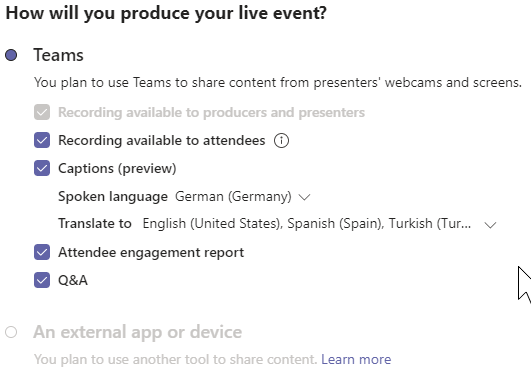 How will you produce your live event?
Teams
You plan to use Teams to share content from presenters' webcams and screens.
Recording available to producers and presenters
Recording available to attendees
Captions (preview)
Spoken language German (Germany)
Translate to English (United States), Spanish (Spain), Turkish (Tur...
Attendee engagement report
Q&A
An external app or device
You plan to use another tool to share content. Learn more